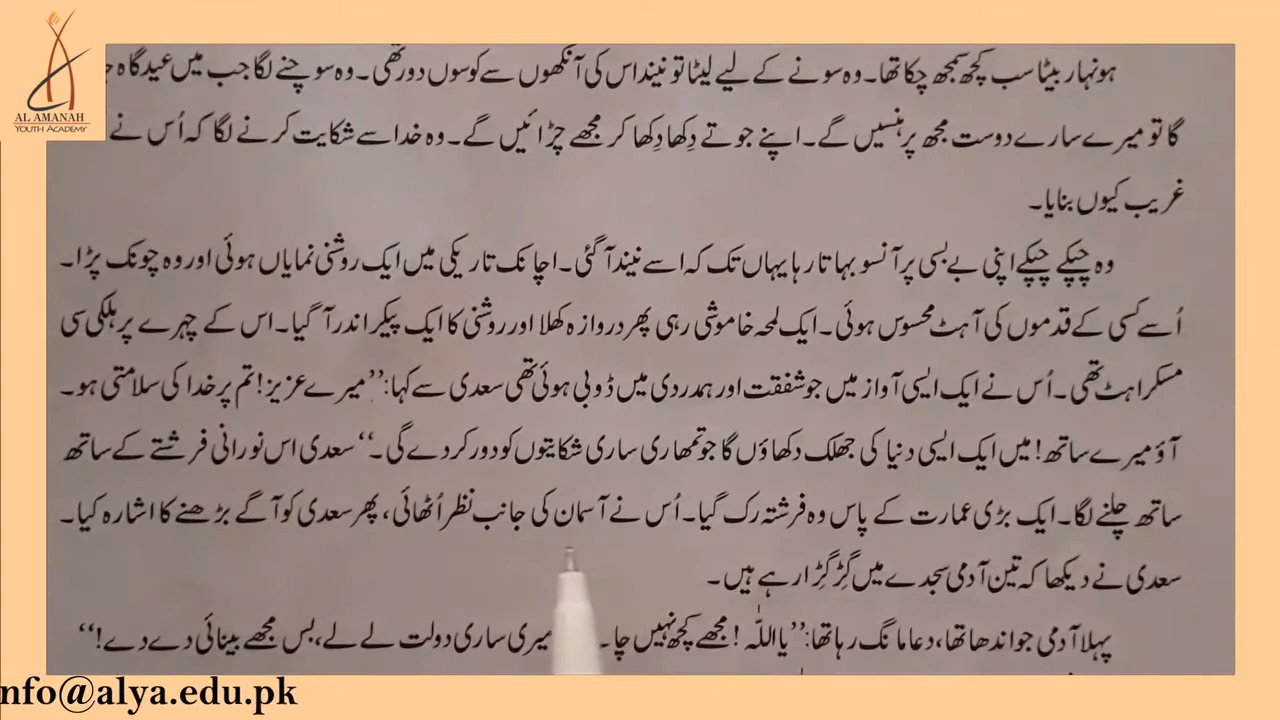 AL AMANAH
YOUTH ACADEMY
ہونہار بیٹا سب کچھ سمجھ چکا تھا۔ وہ سونے کے لیے لیٹا تو نیند اس کی آنکھوں سے کوسوں دور تھی۔ وہ سوچنے لگا جب میں عید گاہ
گا تو میرے سارے دوست مجھ پر ہنسیں گے۔ اپنے جوتے دِکھا دِکھا کر مجھے چڑائیں گے۔ وہ خدا سے شکایت کرنے لگا کہ اُس نے
غریب کیوں بنایا۔
وہ چپکے چپکے اپنی بے بسی پر آنسو بہاتا رہا یہاں تک کہ اسے نیند آگئی۔ اچانک تاریکی میں ایک روشنی نمایاں ہوئی اور وہ چونک پڑا۔
اُسے کسی کے قدموں کی آہٹ محسوس ہوئی۔ ایک لمحہ خاموشی رہی پھر دروازہ کھلا اور روشنی کا ایک پیکر اندر آگیا۔ اس کے چہرے پر ہلکی سی
مسکراہٹ تھی۔ اُس نے ایک ایسی آواز میں جو شفقت اور ہمدردی میں ڈوبی ہوئی تھی سعدی سے کہا: ”میرے عزیز! تم پر خدا کی سلامتی ہو۔
آؤ میرے ساتھ! میں ایک ایسی دنیا کی جھلک دکھاؤں گا جو تمھاری ساری شکایتوں کو دور کر دے گی۔“ سعدی اس نورانی فرشتے کے ساتھ
ساتھ چلنے لگا۔ ایک بڑی عمارت کے پاس وہ فرشتہ رک گیا۔ اُس نے آسمان کی جانب نظر اُٹھائی، پھر سعدی کو آگے بڑھنے کا اشارہ کیا۔
سعدی نے دیکھا کہ تین آدمی سجدے میں گِڑگِڑا رہے ہیں۔
پہلا آدمی جو اندھا تھا، دعا مانگ رہا تھا: ”یا اللہ! مجھے کچھ نہیں میری ساری دولت لے لے، بس مجھے بینائی دے دے!“
nfo@alya.edu.pk